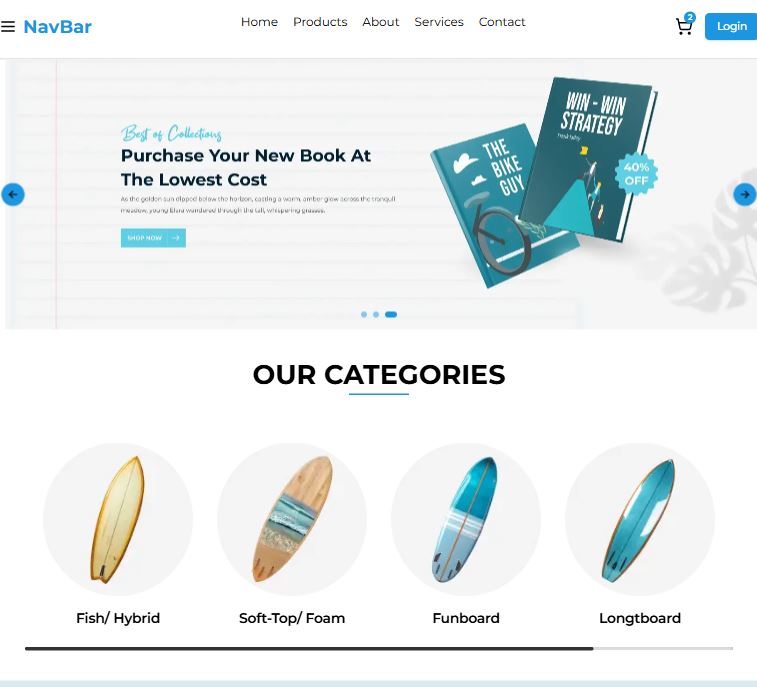 NavBar
Home Products About Services Contact
2
Login
Best of Collections
Purchase Your New Book At
The Lowest Cost
As the golden sun dipped below the horizon, casting a warm, amber glow across the tranquil
meadow, young Elara wandered through the tall, whispering grasses.
SHOP NOW
WIN - WIN
STRATEGY
THE
BIKE
GUY
40%
OFF
OUR CATEGORIES
Fish/ Hybrid
Soft-Top/ Foam
Funboard
Longtboard